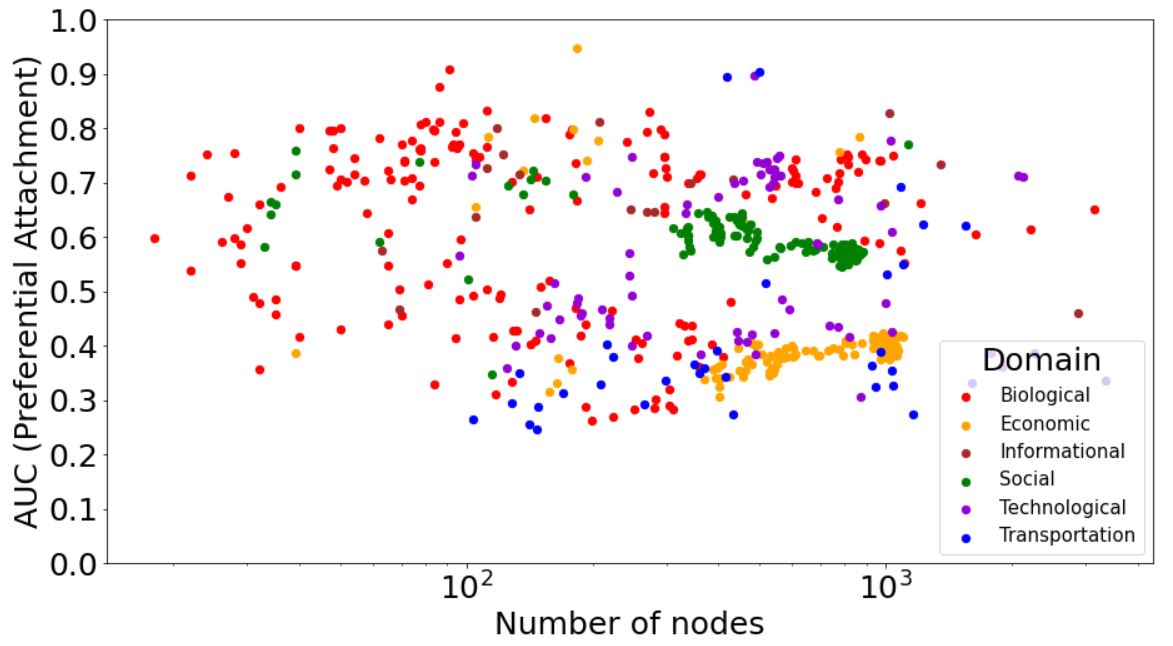 AUC (Preferential Attachment)
1.0
0.9
0.8
0.7
0.6
0.5
0.4
0.3
0.2
0.1
0.0
Domain
Biological
Economic
Informational
Social
Technological
Transportation
10² 10³
Number of nodes